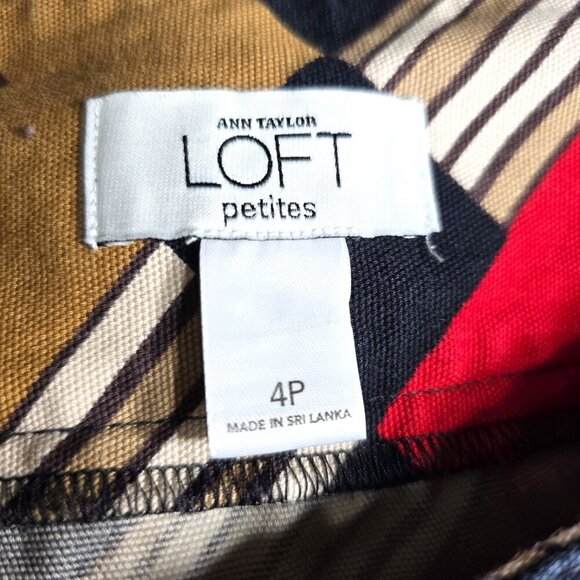 ANN TAYLOR
LOFT
petites
4P
MADE IN SRI LANKA